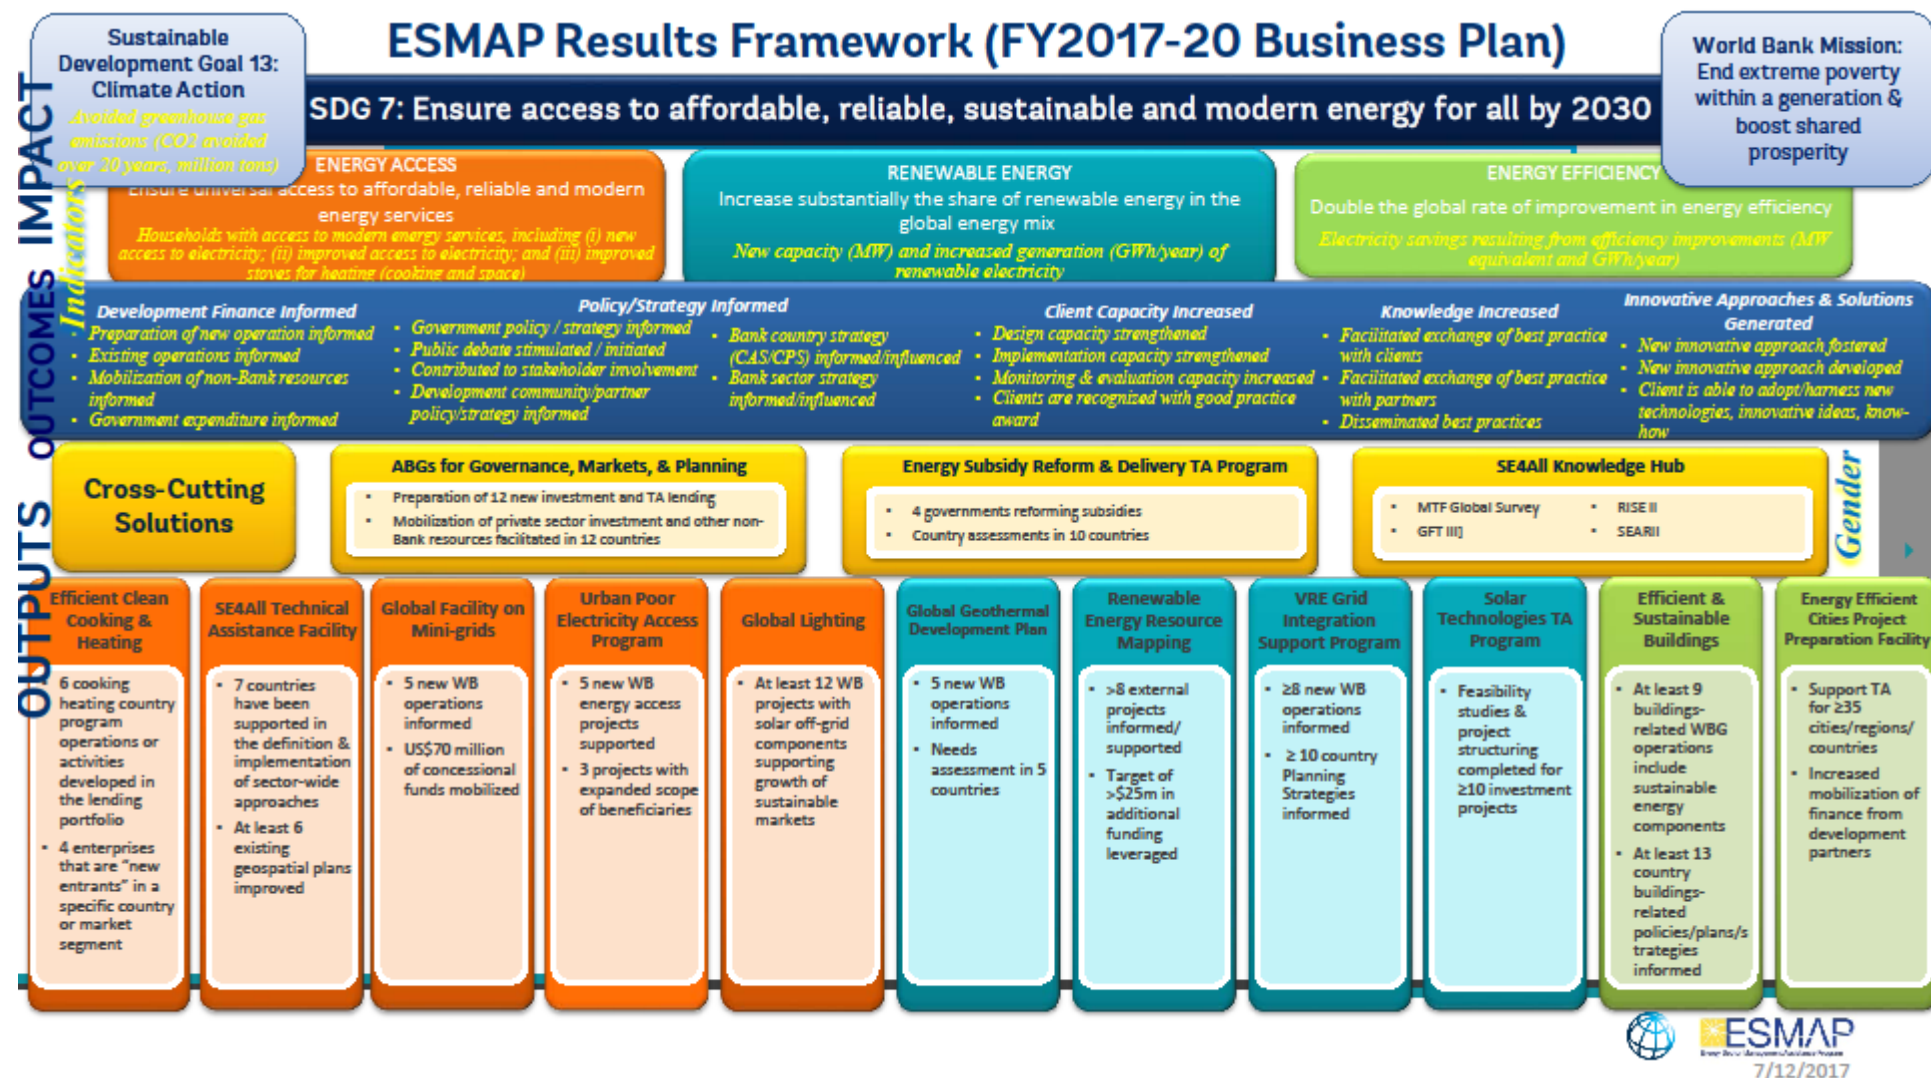 ESMAP Results Framework (FY2017-20 Business Plan)
Sustainable
Development Goal 13:
Climate Action
Avoided greenhouse gas
emissions (CO2 avoided
over 20 years, million tons)
World Bank Mission:
End extreme poverty
within a generation &
boost shared
prosperity
SDG 7: Ensure access to affordable, reliable, sustainable and modern energy for all by 2030
IMPACT
Indicators
ENERGY ACCESS
Ensure universal access to affordable, reliable and modern
energy services
Households with access to modern energy services, including (i) new
access to electricity; (ii) improved access to electricity; and (iii) improved
stoves for heating (cooking and space)
RENEWABLE ENERGY
Increase substantially the share of renewable energy in the
global energy mix
New capacity (MW) and increased generation (GWh/year) of
renewable electricity
ENERGY EFFICIENCY
Double the global rate of improvement in energy efficiency
Electricity savings resulting from efficiency improvements (MW
equivalent and GWh/year)
OUTCOMES
Development Finance Informed
• Preparation of new operation informed
• Existing operations informed
• Mobilization of non-Bank resources
informed
• Government expenditure informed
Policy/Strategy Informed
• Government policy / strategy informed
• Public debate stimulated / initiated
• Contributed to stakeholder involvement
• Development community/partner
policy/strategy informed
• Bank country strategy
(CAS/CPS) informed/influenced
• Bank sector strategy
informed/influenced
Client Capacity Increased
• Design capacity strengthened
• Implementation capacity strengthened
• Monitoring & evaluation capacity increased
• Clients are recognized with good practice
award
Knowledge Increased
• Facilitated exchange of best practice
with clients
• Facilitated exchange of best practice
with partners
• Disseminated best practices
Innovative Approaches & Solutions
Generated
• New innovative approach fostered
• New innovative approach developed
• Client is able to adopt/harness new
technologies, innovative ideas, know-
how
OUTPUTS
Cross-Cutting
Solutions
ABGs for Governance, Markets, & Planning
• Preparation of 12 new investment and TA lending
• Mobilization of private sector investment and other non-
Bank resources facilitated in 12 countries
Energy Subsidy Reform & Delivery TA Program
• 4 governments reforming subsidies
• Country assessments in 10 countries
SE4All Knowledge Hub
• MTF Global Survey
• GFT III]
• RISE II
• SEARII
Gender
Efficient Clean
Cooking &
Heating
6 cooking
heating country
program
operations or
activities
developed in
the lending
portfolio
• 4 enterprises
that are "new
entrants" in a
specific country
or market
segment
SE4All Technical
Assistance Facility
• 7 countries
have been
supported in
the definition &
implementation
of sector-wide
approaches
• At least 6
existing
geospatial plans
improved
Global Facility on
Mini-grids
• 5 new WB
operations
informed
• US$70 million
of concessional
funds mobilized
Urban Poor
Electricity Access
Program
• 5 new WB
energy access
projects
supported
• 3 projects with
expanded scope
of beneficiaries
Global Lighting
• At least 12 WB
projects with
solar off-grid
components
supporting
growth of
sustainable
markets
Global Geothermal
Development Plan
• 5 new WB
operations
informed
• Needs
assessment in 5
countries
Renewable
Energy Resource
Mapping
• >8 external
projects
informed/
supported
• Target of
>$25m in
additional
funding
leveraged
VRE Grid
Integration
Support Program
• ≥8 new WB
operations
informed
• ≥ 10 country
Planning
Strategies
informed
Solar
Technologies TA
Program
• Feasibility
studies &
project
structuring
completed for
≥10 investment
projects
Efficient &
Sustainable
Buildings
• At least 9
buildings-
related WBG
operations
include
sustainable
energy
components
• At least 13
country
buildings-
related
policies/plans/s
trategies
informed
Energy Efficient
Cities Project
Preparation Facility
• Support TA
for ≥35
cities/regions/
countries
• Increased
mobilization of
finance from
development
partners
ESMAP
Energy Sector Management Assistance Program
7/12/2017